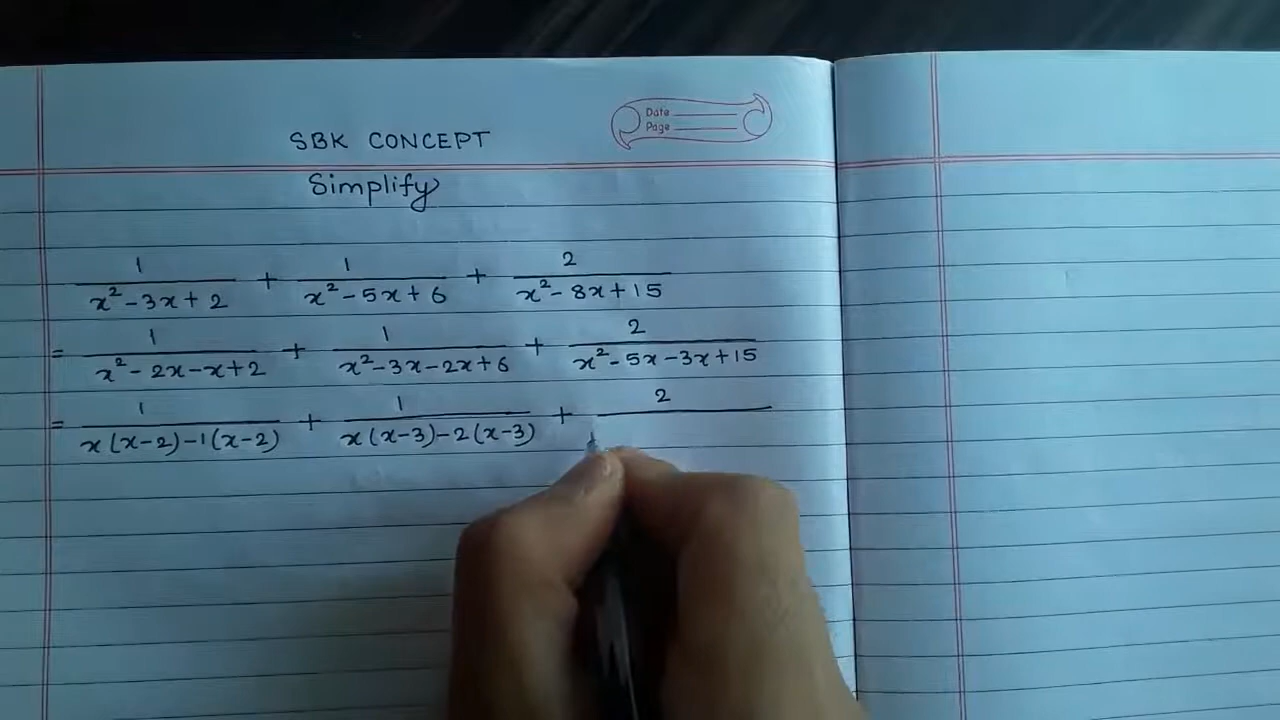 Date
Page
SBK CONCEPT
Simplify
1/(x²-3x+2) + 1/(x²-5x+6) + 2/(x²-8x+15)
= 1/(x²-2x-x+2) + 1/(x²-3x-2x+6) + 2/(x²-5x-3x+15)
= 1/(x(x-2)-1(x-2)) + 1/(x(x-3)-2(x-3)) + 2/